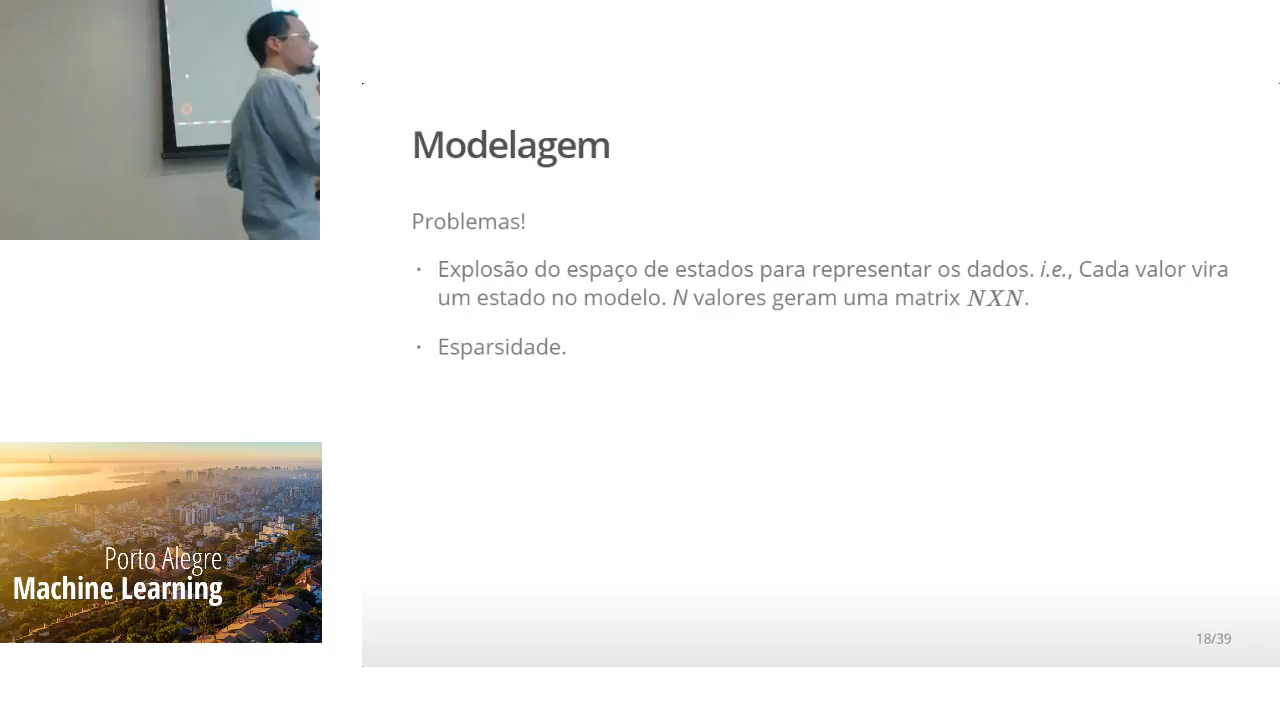 Modelagem
Problemas!
· Explosão do espaço de estados para representar os dados. i.e., Cada valor vira
um estado no modelo. N valores geram uma matrix NXN.
· Esparsidade.
Porto Alegre
Machine Learning
18/39